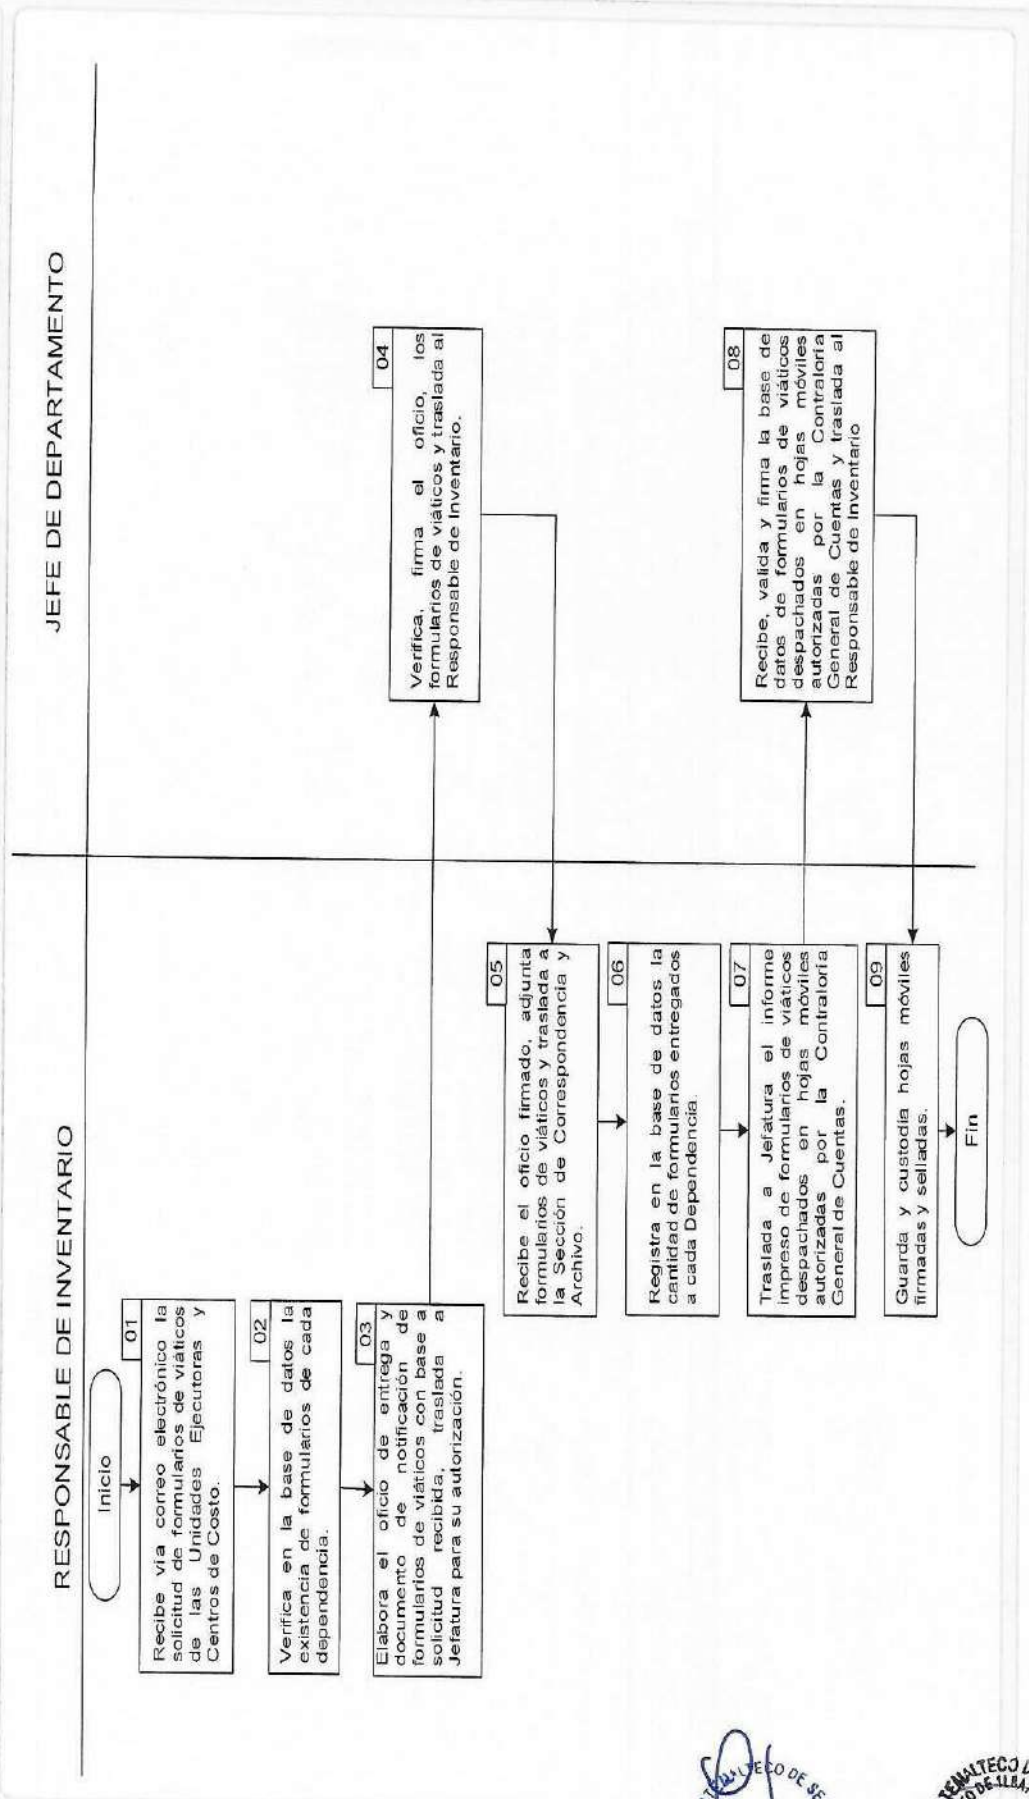 RESPONSABLE DE INVENTARIO
JEFE DE DEPARTAMENTO
Inicio
01
Recibe vía correo electrónico la
solicitud de formularios de viáticos
de las Unidades Ejecutoras y
Centros de Costo.
02
Verifica en la base de datos la
existencia de formularios de cada
dependencia.
03
Elabora el oficio de entrega y
documento de notificación de
formularios de viáticos con base a
solicitud recibida, traslada a
Jefatura para su autorización.
04
Verifica, firma el oficio, los
formularios de viáticos y traslada al
Responsable de Inventario.
05
Recibe el oficio firmado, adjunta
formularios de viáticos y traslada a
la Sección de Correspondencia y
Archivo.
06
Registra en la base de datos la
cantidad de formularios entregados
a cada Dependencia.
07
Traslada a Jefatura el informe
impreso de formularios de viáticos
despachados en hojas móviles
autorizadas por la Contraloría
General de Cuentas.
08
Recibe, valida y firma la base de
datos de formularios de viáticos
despachados en hojas móviles
autorizadas por la Contraloría
General de Cuentas y traslada al
Responsable de Inventario
09
Guarda y custodia hojas móviles
firmadas y selladas.
Fin